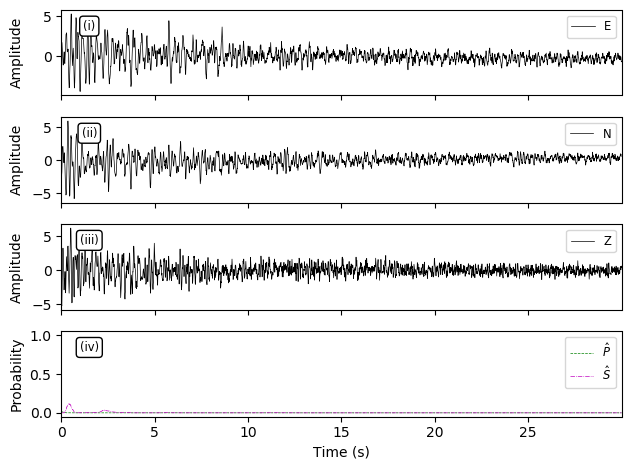 (i)
E
5
0
Amplitude
(ii)
N
5
0
−5
Amplitude
(iii)
Z
5
0
−5
Amplitude
(iv)
P̂
Ŝ
1.0
0.5
0.0
Probability
0 5 10 15 20 25
Time (s)